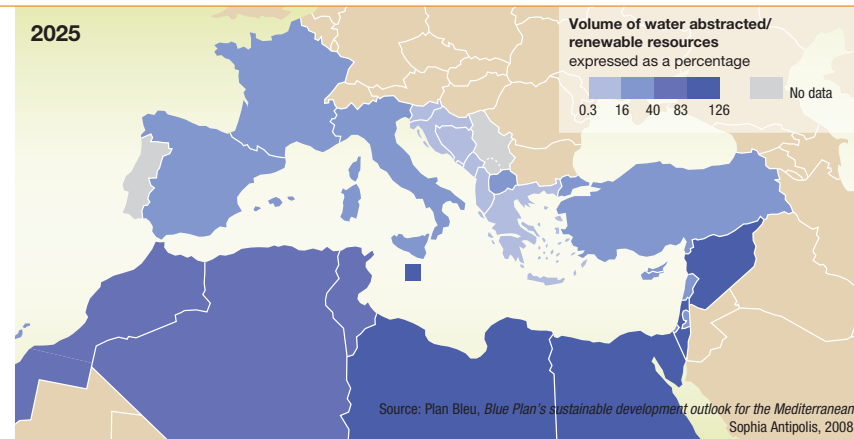 2025
Volume of water abstracted/
renewable resources
expressed as a percentage
No data
0.3 16 40 83 126
Source: Plan Bleu, Blue Plan's sustainable development outlook for the Mediterranean
Sophia Antipolis, 2008